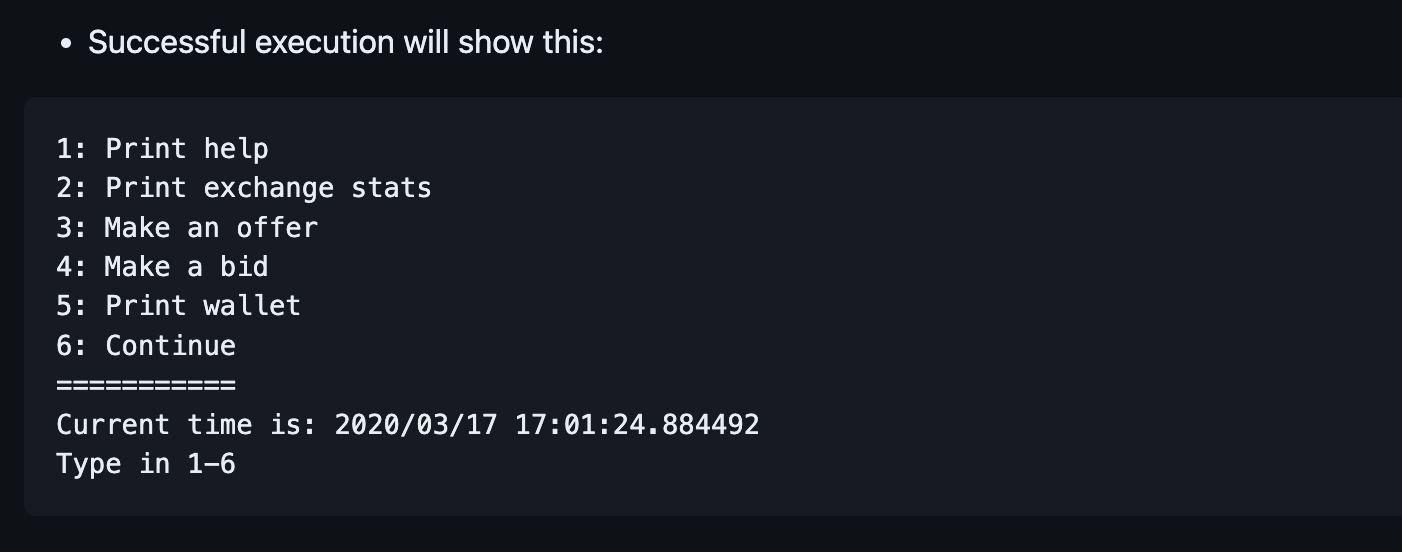 • Successful execution will show this:
1: Print help
2: Print exchange stats
3: Make an offer
4: Make a bid
5: Print wallet
6: Continue
===========
Current time is: 2020/03/17 17:01:24.884492
Type in 1-6